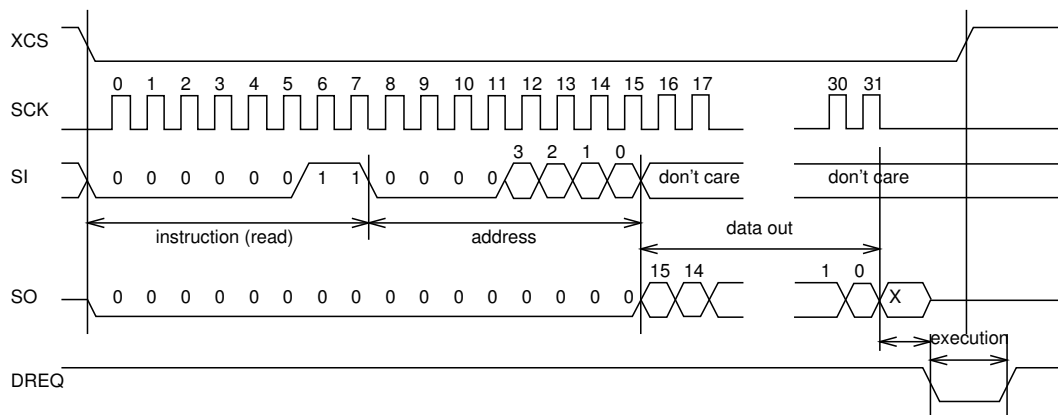 XCS
0 1 2 3 4 5 6 7 8 9 10 11 12 13 14 15 16 17 30 31
SCK
3 2 1 0
SI 0 0 0 0 0 0 1 1 0 0 0 0 don't care don't care
instruction (read) address data out
15 14 1 0
SO 0 0 0 0 0 0 0 0 0 0 0 0 0 0 0 0 X
execution
DREQ